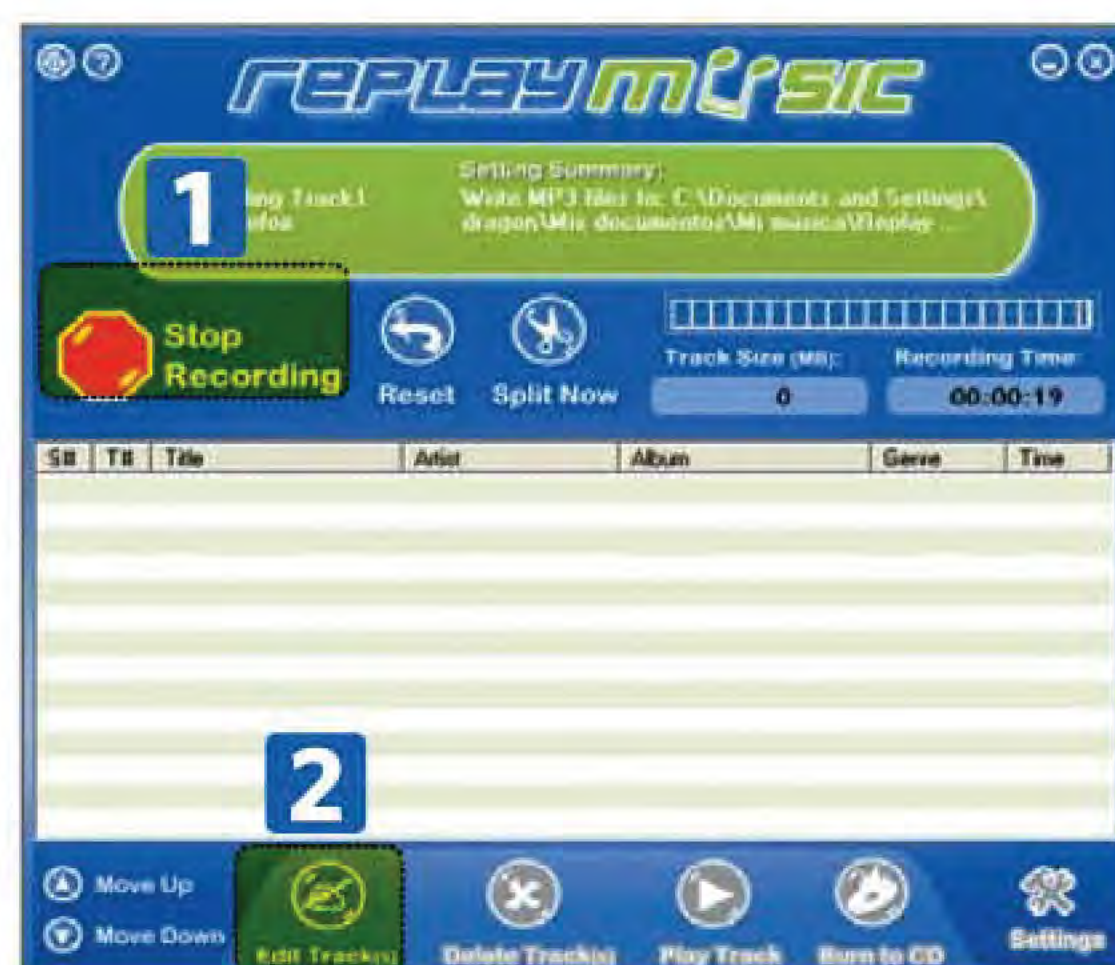 replay music
1
ing Track1
Setting Summary:
Write MP3 files to: C:\Documents and Settings\
dragon\Mis documentos\Mi musica\Replay ...
Stop
Recording
Reset
Split Now
Track Size (MB):
Recording Time:
0
00:00:19
S# T# Title Artist Album Genre Time
2
Move Up
Move Down
Edit Track(s)
Delete Track(s)
Play Track
Burn to CD
Settings